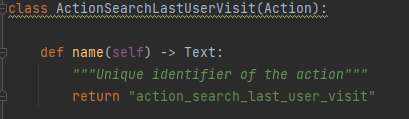 class ActionSearchLastUserVisit(Action):
def name(self) -> Text:
"""Unique identifier of the action"""
return "action_search_last_user_visit"